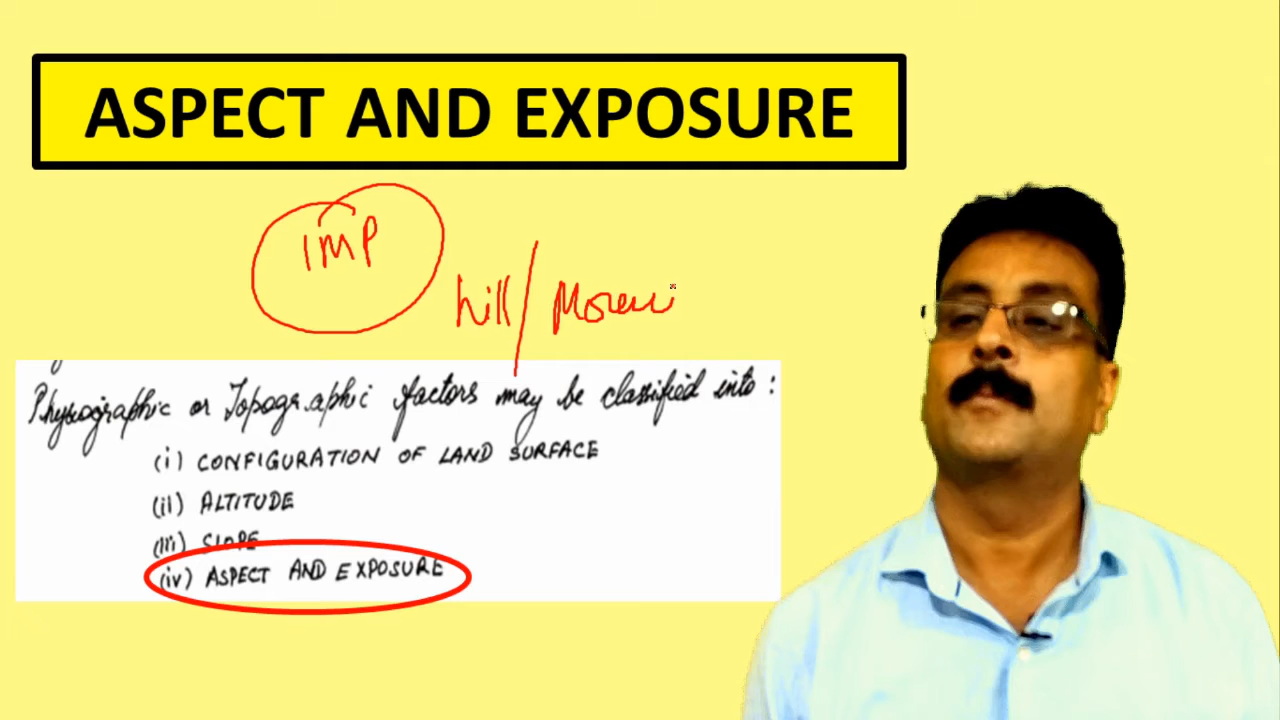 ASPECT AND EXPOSURE
IMP
hill/
Physiographic or Topographic factors may be classified into:
(i) CONFIGURATION OF LAND SURFACE
(ii) ALTITUDE
(iii) SLOPE
(iv) ASPECT AND EXPOSURE